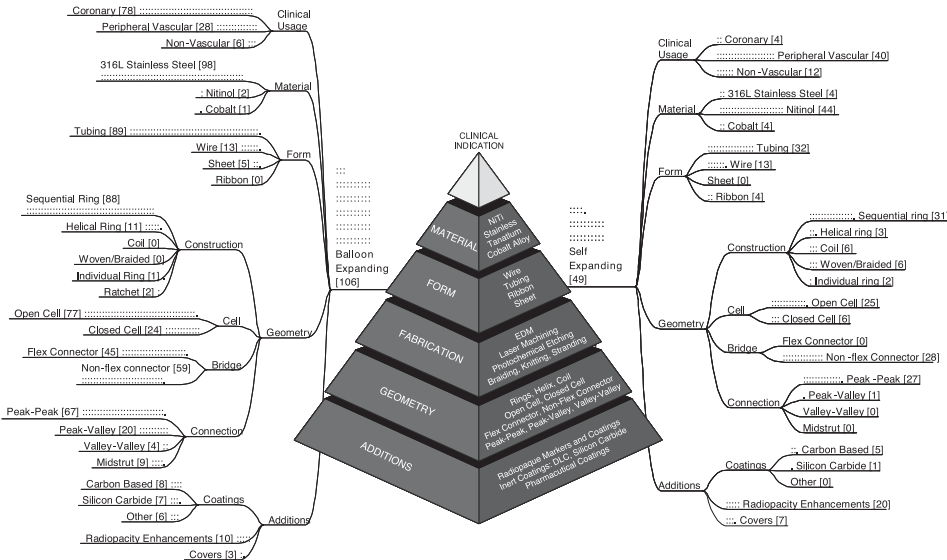 Coronary [78]
Peripheral Vascular [28]
Non-Vascular [6]
Clinical
Usage
316L Stainless Steel [98]
: Nitinol [2]
. Cobalt [1]
Material
Tubing [89]
Wire [13]
Sheet [5]
Ribbon [0]
Form
Sequential Ring [88]
Helical Ring [11]
Coil [0]
Woven/Braided [0]
Individual Ring [1]
Ratchet [2]
Construction
Open Cell [77]
Closed Cell [24]
Cell
Flex Connector [45]
Non-flex connector [59]
Bridge
Geometry
Peak-Peak [67]
Peak-Valley [20]
Valley-Valley [4]
Midstrut [9]
Connection
Carbon Based [8]
Silicon Carbide [7]
Other [6]
Coatings
Radiopacity Enhancements [10]
Covers [3]
Additions
Balloon
Expanding
[106]
CLINICAL
INDICATION
MATERIAL
NiTi
Stainless
Tanatlum
Cobalt Alloy
FORM
Wire
Tubing
Ribbon
Sheet
FABRICATION
EDM
Laser Machining
Photochemical Etching
Braiding, Knitting, Stranding
GEOMETRY
Rings, Helix, Coil
Open Cell, Closed Cell
Flex Connector, Non-Flex Connector
Peak-Peak, Peak-Valley, Valley-Valley
ADDITIONS
Radiopaque Markers and Coatings
Inert Coatings: DLC, Silicon Carbide
Pharmacutical Coatings
Self
Expanding
[49]
Clinical
Usage
Coronary [4]
Peripheral Vascular [40]
Non-Vascular [12]
Material
316L Stainless Steel [4]
Nitinol [44]
Cobalt [4]
Form
Tubing [32]
Wire [13]
Sheet [0]
Ribbon [4]
Geometry
Construction
Sequential ring [31]
Helical ring [3]
Coil [6]
Woven/Braided [6]
Individual ring [2]
Cell
Open Cell [25]
Closed Cell [6]
Bridge
Flex Connector [0]
Non-flex Connector [28]
Connection
Peak-Peak [27]
Peak-Valley [1]
Valley-Valley [0]
Midstrut [0]
Additions
Coatings
Carbon Based [5]
Silicon Carbide [1]
Other [0]
Radiopacity Enhancements [20]
Covers [7]